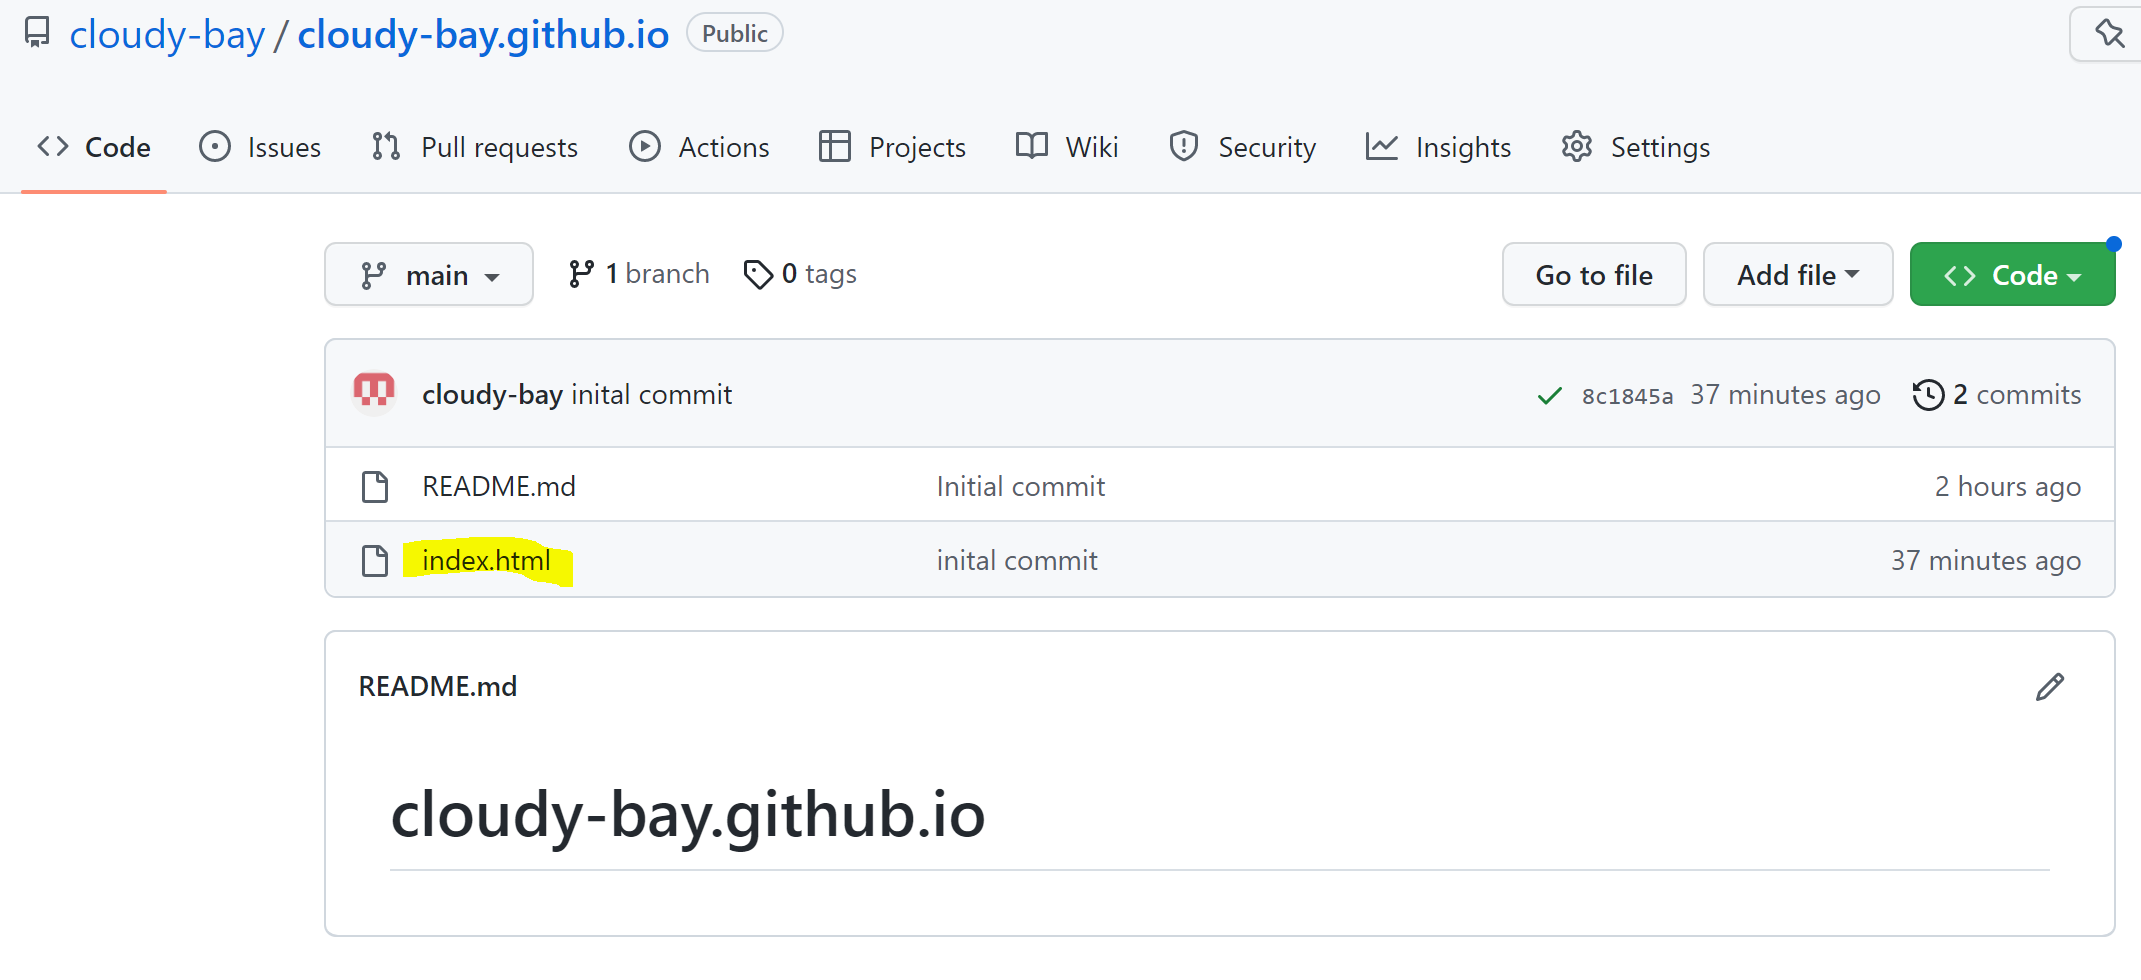 cloudy-bay / cloudy-bay.github.io Public
Code Issues Pull requests Actions Projects Wiki Security Insights Settings
main 1 branch 0 tags Go to file Add file Code
cloudy-bay inital commit 8c1845a 37 minutes ago 2 commits
README.md Initial commit 2 hours ago
index.html inital commit 37 minutes ago
README.md
cloudy-bay.github.io